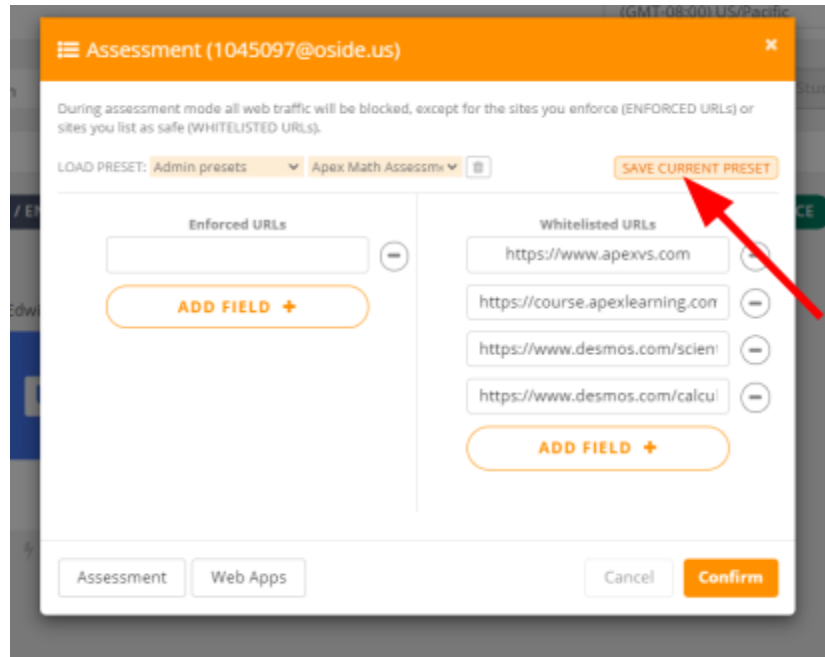 (GMT-08:00) US/Pacific
Assessment (1045097@oside.us)
×
During assessment mode all web traffic will be blocked, except for the sites you enforce (ENFORCED URLs) or
sites you list as safe (WHITELISTED URLs).
LOAD PRESET: Admin presets Apex Math Assessm SAVE CURRENT PRESET
Enforced URLs
ADD FIELD +
Whitelisted URLs
https://www.apexvs.com
https://course.apexlearning.com
https://www.desmos.com/scient
https://www.desmos.com/calcul
ADD FIELD +
Assessment Web Apps Cancel Confirm